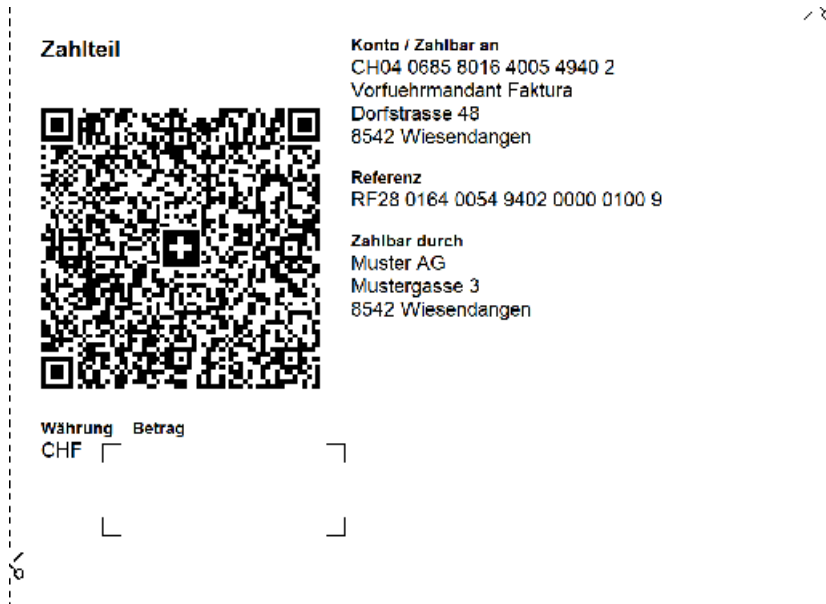 Zahlteil
Konto / Zahlbar an
CH04 0685 8016 4005 4940 2
Vorfuehrmandant Faktura
Dorfstrasse 48
8542 Wiesendangen
Referenz
RF28 0164 0054 9402 0000 0100 9
Zahlbar durch
Muster AG
Mustergasse 3
8542 Wiesendangen
Währung Betrag
CHF